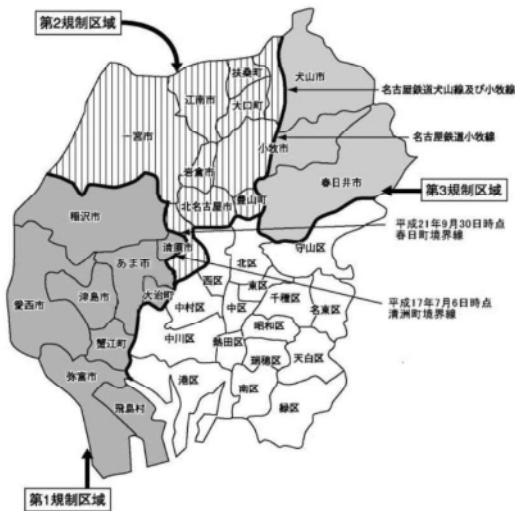 第2規制区域
犬山市
扶桑町
江南市
大口町
名古屋鉄道犬山線及び小牧線
一宮市
名古屋鉄道小牧線
小牧市
岩倉市
春日井市
第3規制区域
豊山町
北名古屋市
稲沢市
平成21年9月30日時点
春日町境界線
清須市
守山区
あま市
北区
西区
東区
千種区
名東区
平成17年7月6日時点
清洲町境界線
愛西市
津島市
大治町
中村区
中区
昭和区
中川区
熱田区
蟹江町
瑞穂区
天白区
弥富市
港区
南区
緑区
飛島村
第1規制区域